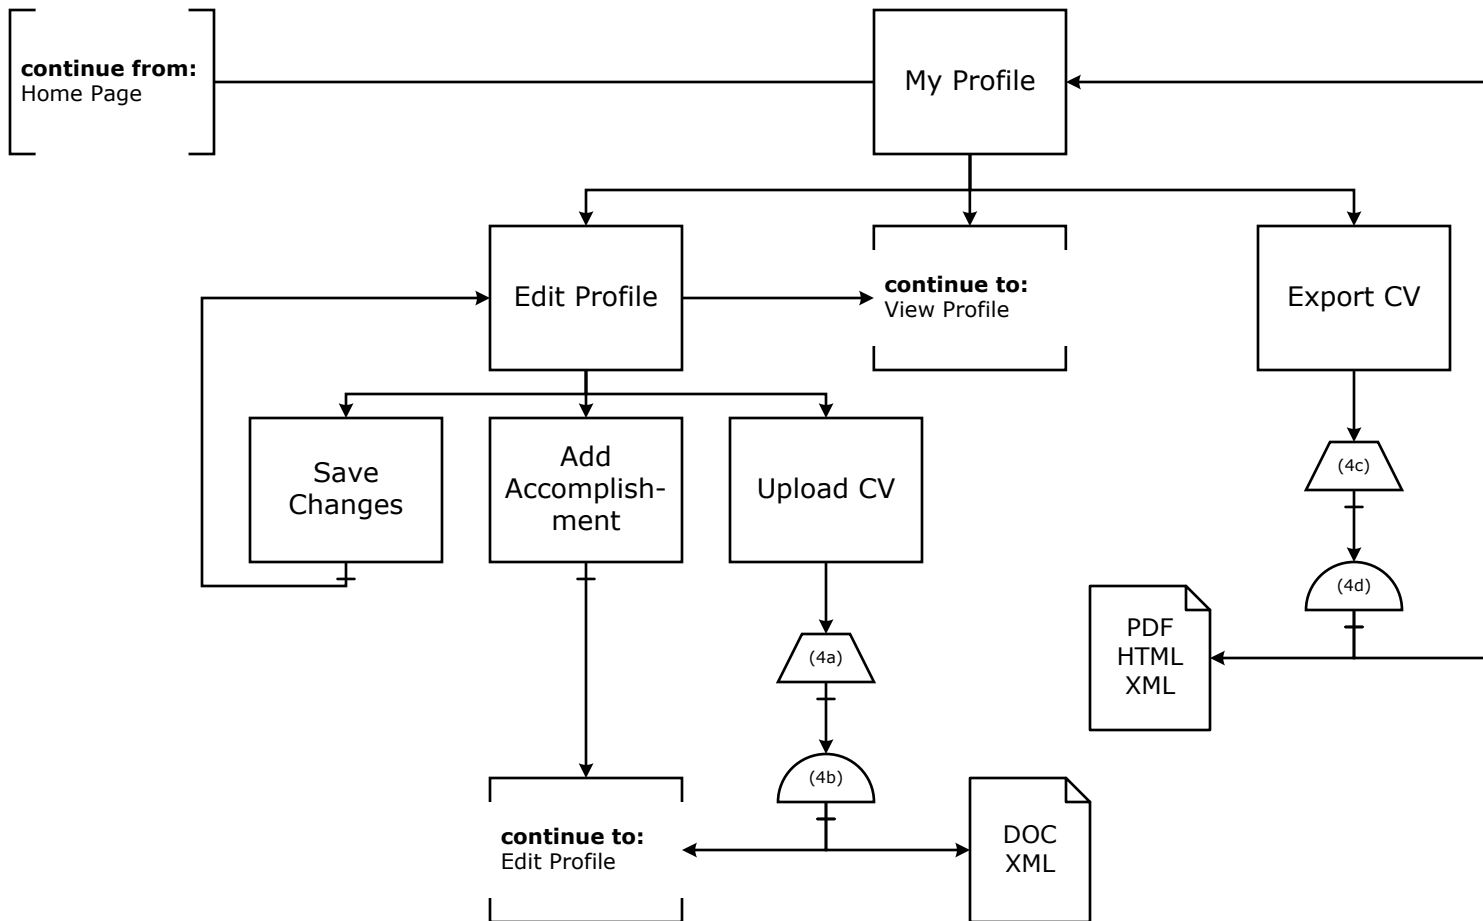 continue from:
Home Page
My Profile
Edit Profile
continue to:
View Profile
Export CV
Save
Changes
Add
Accomplish-
ment
Upload CV
(4c)
(4d)
PDF
HTML
XML
(4a)
(4b)
continue to:
Edit Profile
DOC
XML